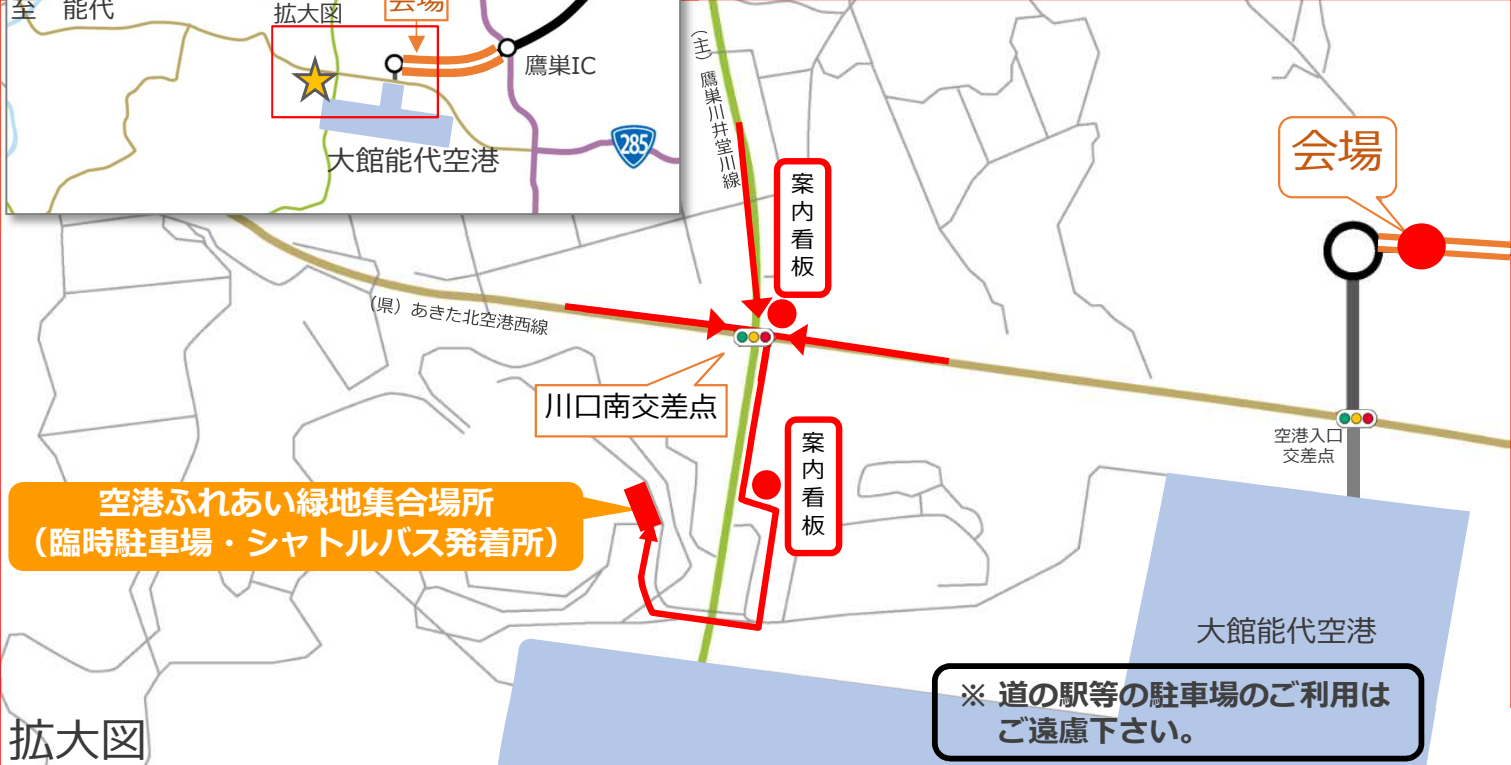 至 能代
拡大図
会場
鷹巣IC
285
大館能代空港
(主)鷹巣川井堂川線
案内看板
会場
(県)あきた北空港西線
川口南交差点
空港入口
交差点
案内看板
空港ふれあい緑地集合場所
(臨時駐車場・シャトルバス発着所)
大館能代空港
※ 道の駅等の駐車場のご利用は
ご遠慮下さい。
拡大図